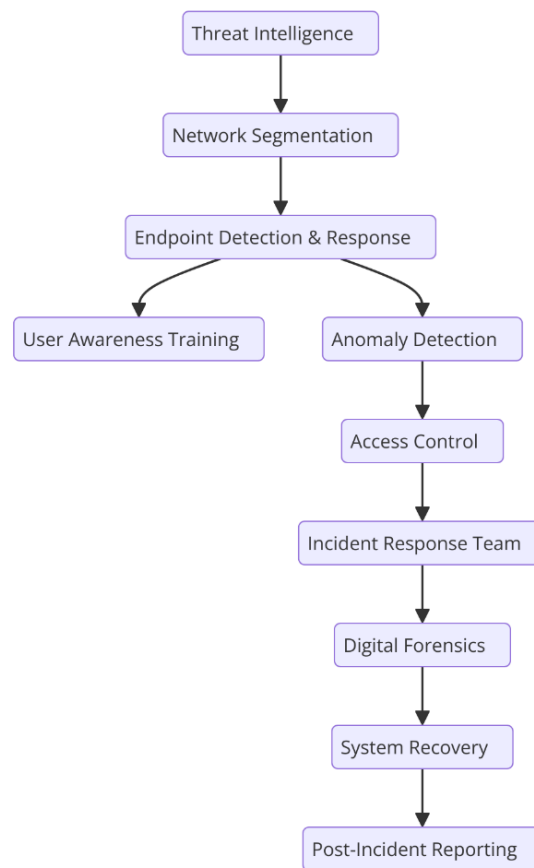 Threat Intelligence
Network Segmentation
Endpoint Detection & Response
User Awareness Training
Anomaly Detection
Access Control
Incident Response Team
Digital Forensics
System Recovery
Post-Incident Reporting